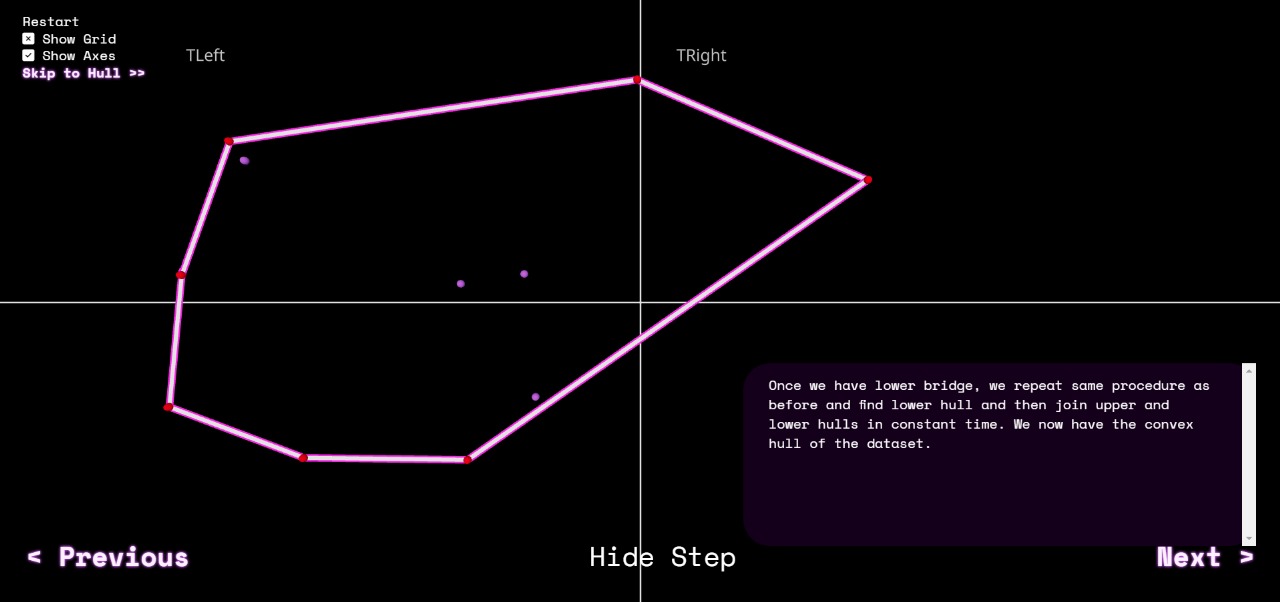 Restart
Show Grid
Show Axes
Skip to Hull >>
TLeft
TRight
Once we have lower bridge, we repeat same procedure as
before and find lower hull and then join upper and
lower hulls in constant time. We now have the convex
hull of the dataset.
< Previous
Hide Step
Next >